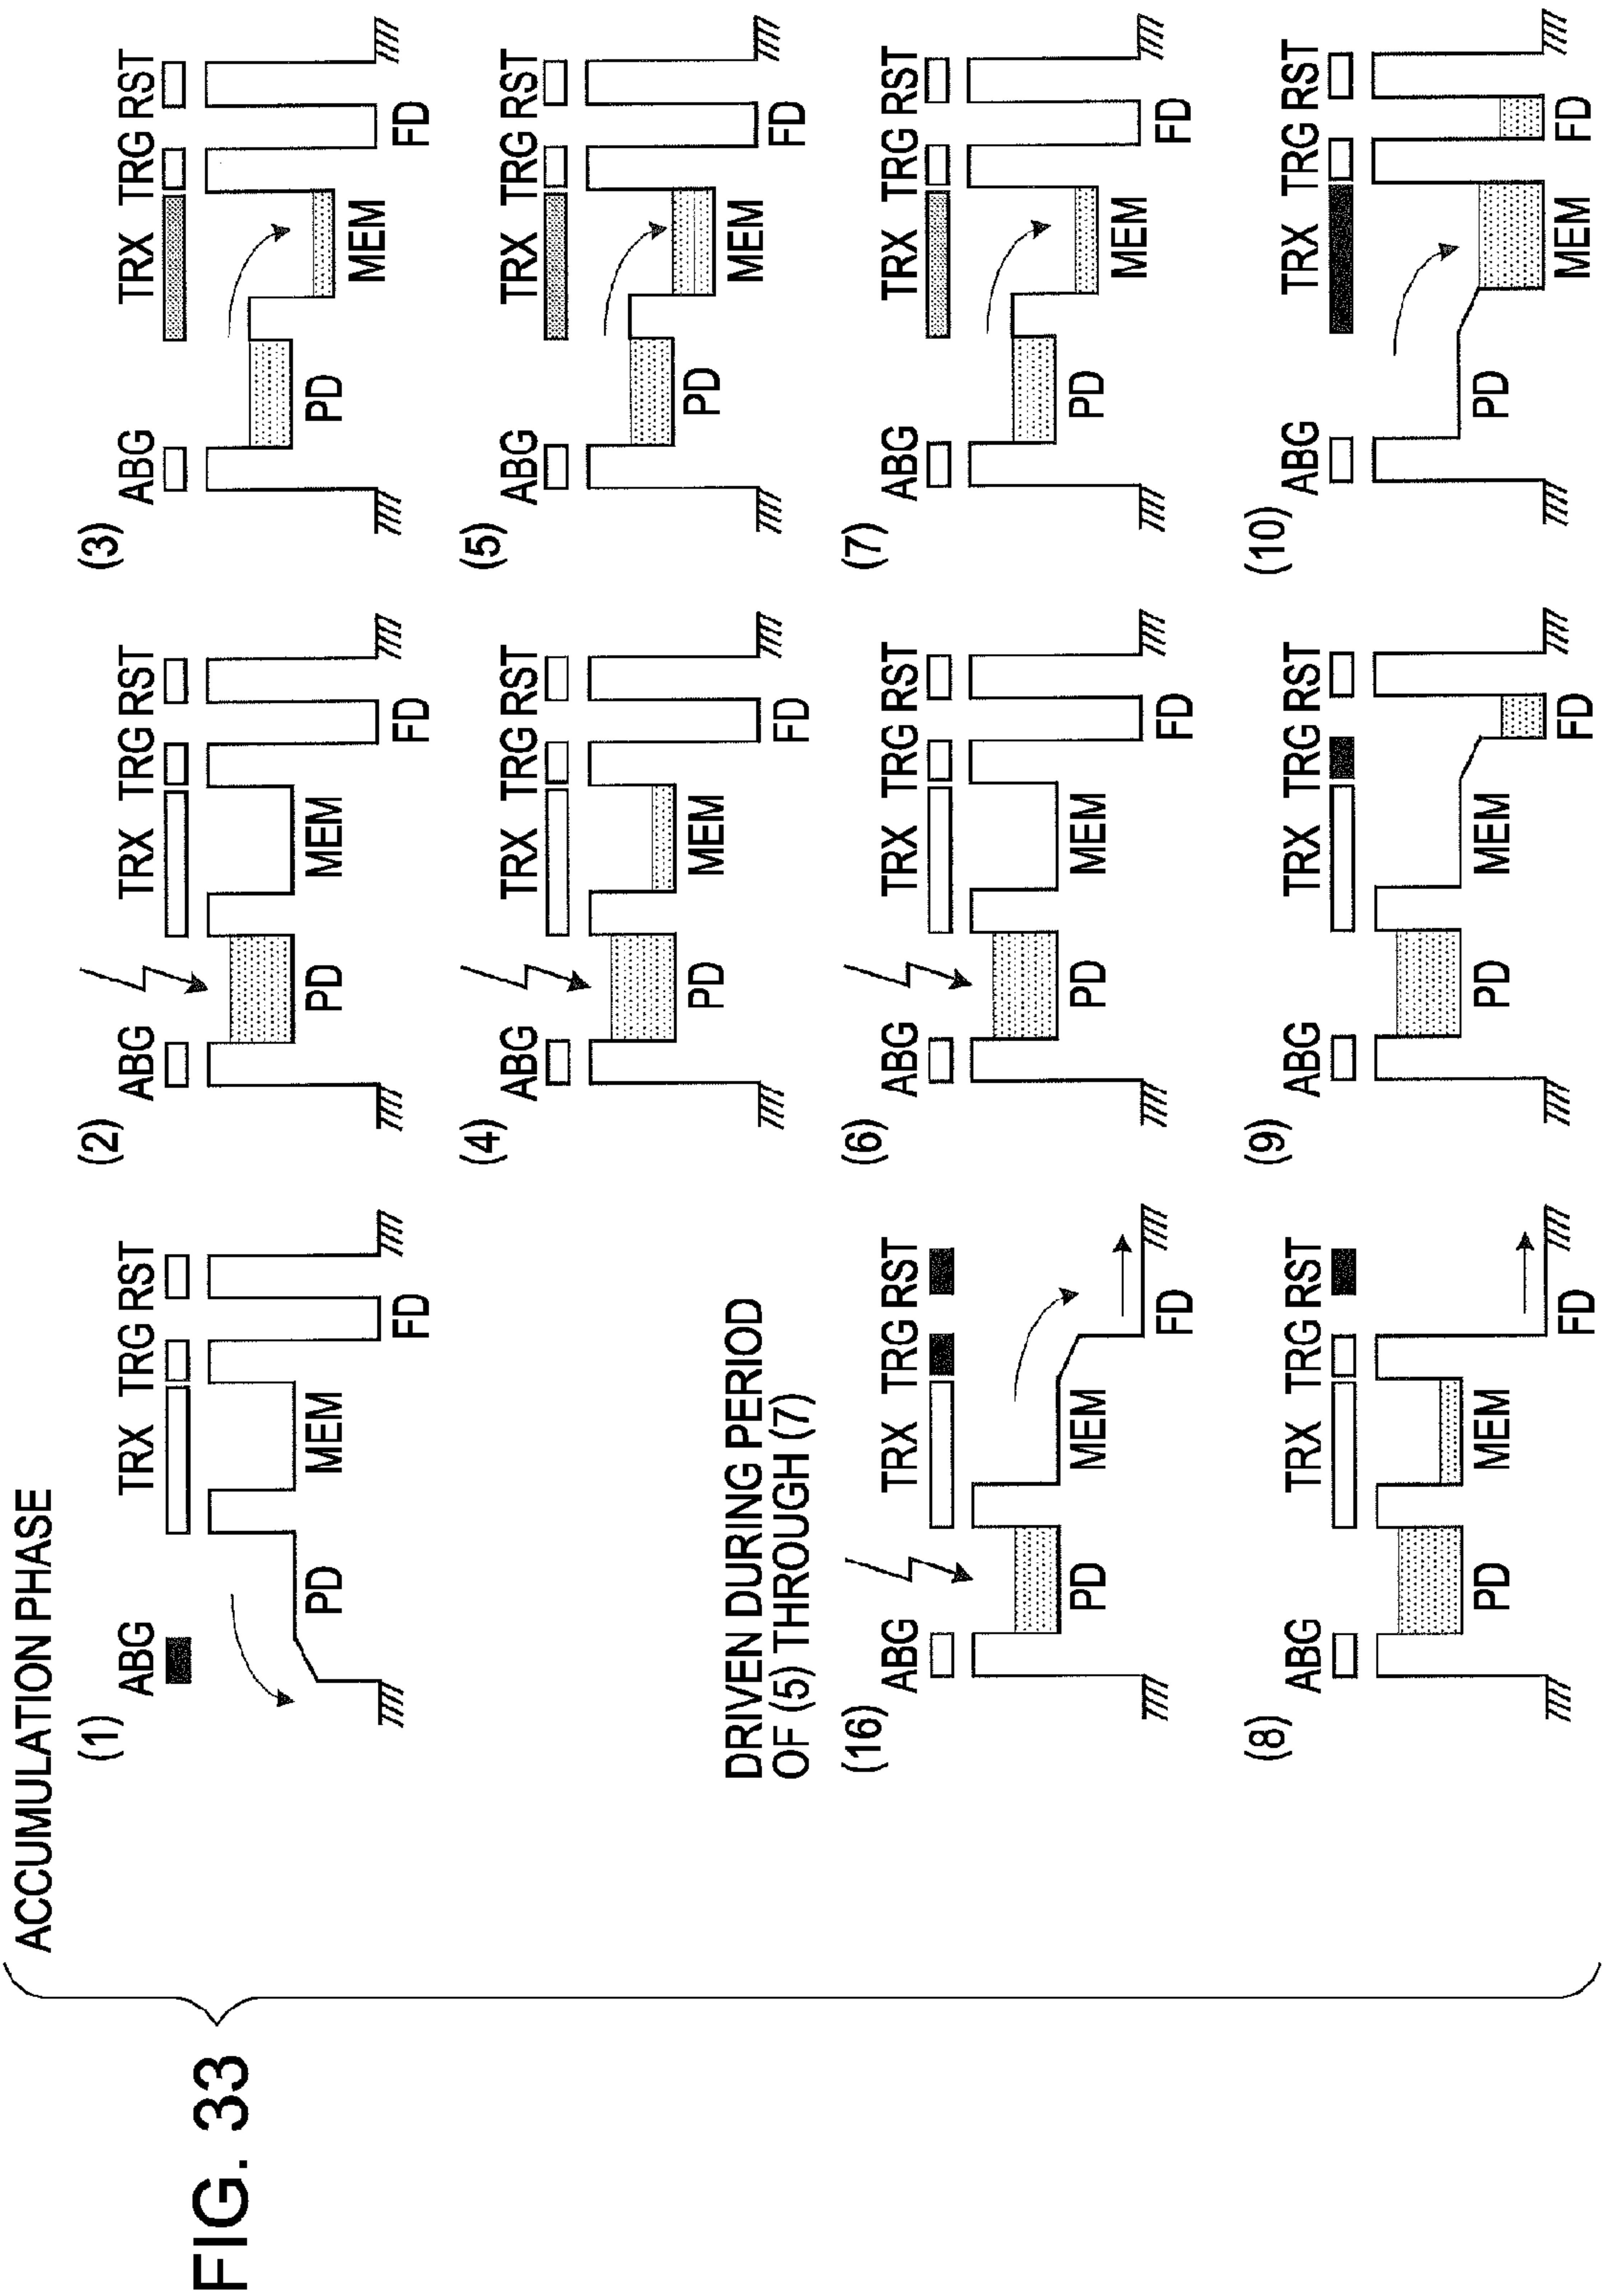 FIG. 33
ACCUMULATION PHASE
(1)
ABG TRX TRG RST
PD MEM FD
(2)
ABG TRX TRG RST
PD MEM FD
(3)
ABG TRX TRG RST
PD MEM FD
(4)
ABG TRX TRG RST
PD MEM FD
(5)
ABG TRX TRG RST
PD MEM FD
DRIVEN DURING PERIOD
OF (5) THROUGH (7)
(16)
ABG TRX TRG RST
PD MEM FD
(6)
ABG TRX TRG RST
PD MEM FD
(7)
ABG TRX TRG RST
PD MEM FD
(8)
ABG TRX TRG RST
PD MEM FD
(9)
ABG TRX TRG RST
PD MEM FD
(10)
ABG TRX TRG RST
PD MEM FD